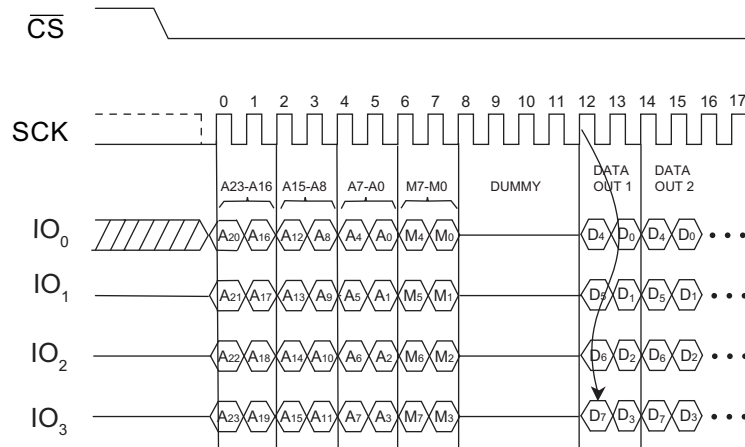 CS
0 1 2 3 4 5 6 7 8 9 10 11 12 13 14 15 16 17
SCK
A23-A16 A15-A8 A7-A0 M7-M0 DUMMY DATA OUT 1 DATA OUT 2
IO0 A20 A16 A12 A8 A4 A0 M4 M0 D4 D0 D4 D0 •••
IO1 A21 A17 A13 A9 A5 A1 M5 M1 D5 D1 D5 D1 •••
IO2 A22 A18 A14 A10 A6 A2 M6 M2 D6 D2 D6 D2 •••
IO3 A23 A19 A15 A11 A7 A3 M7 M3 D7 D3 D7 D3 •••